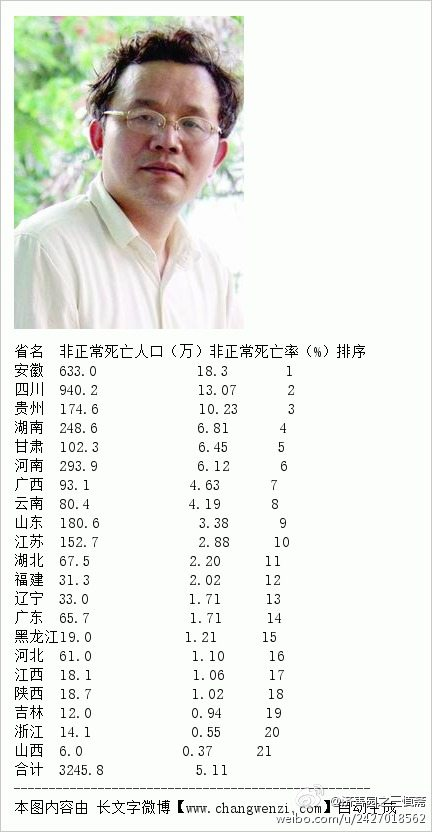 省名 非正常死亡人口（万）非正常死亡率（%）排序
安徽 633.0 18.3 1
四川 940.2 13.07 2
贵州 174.6 10.23 3
湖南 248.6 6.81 4
甘肃 102.3 6.45 5
河南 293.9 6.12 6
广西 93.1 4.63 7
云南 80.4 4.19 8
山东 180.6 3.38 9
江苏 152.7 2.88 10
湖北 67.5 2.20 11
福建 31.3 2.02 12
辽宁 33.0 1.71 13
广东 65.7 1.71 14
黑龙江19.0 1.21 15
河北 61.0 1.10 16
江西 18.1 1.06 17
陕西 18.7 1.02 18
吉林 12.0 0.94 19
浙江 14.1 0.55 20
山西 6.0 0.37 21
合计 3245.8 5.11
本图内容由 长文字微博【www.changwenzi.com】自动生成
weibo.com/u/2427018562